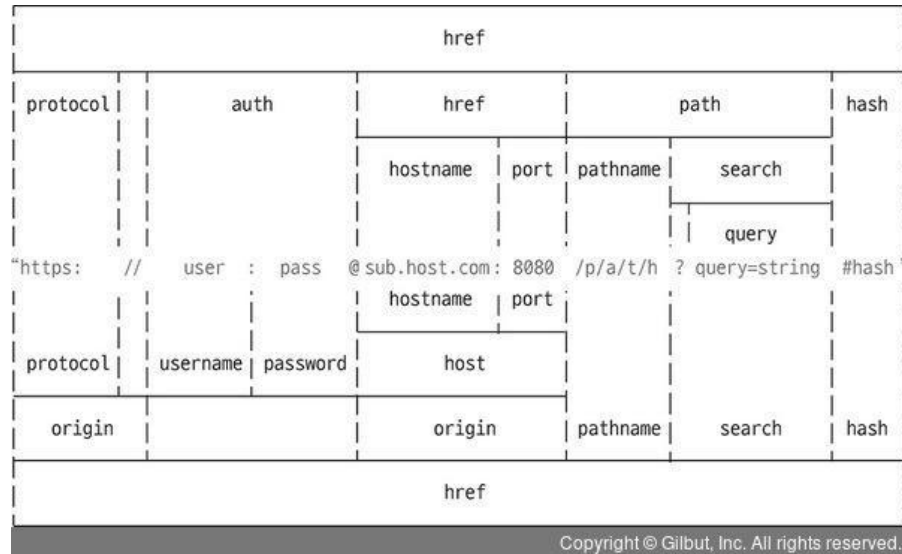 href
protocol auth href path hash
hostname port pathname search
query
"https: // user : pass @ sub.host.com : 8080 /p/a/t/h ? query=string #hash"
hostname port
protocol username password host
origin origin pathname search hash
href
Copyright © Gilbut, Inc. All rights reserved.